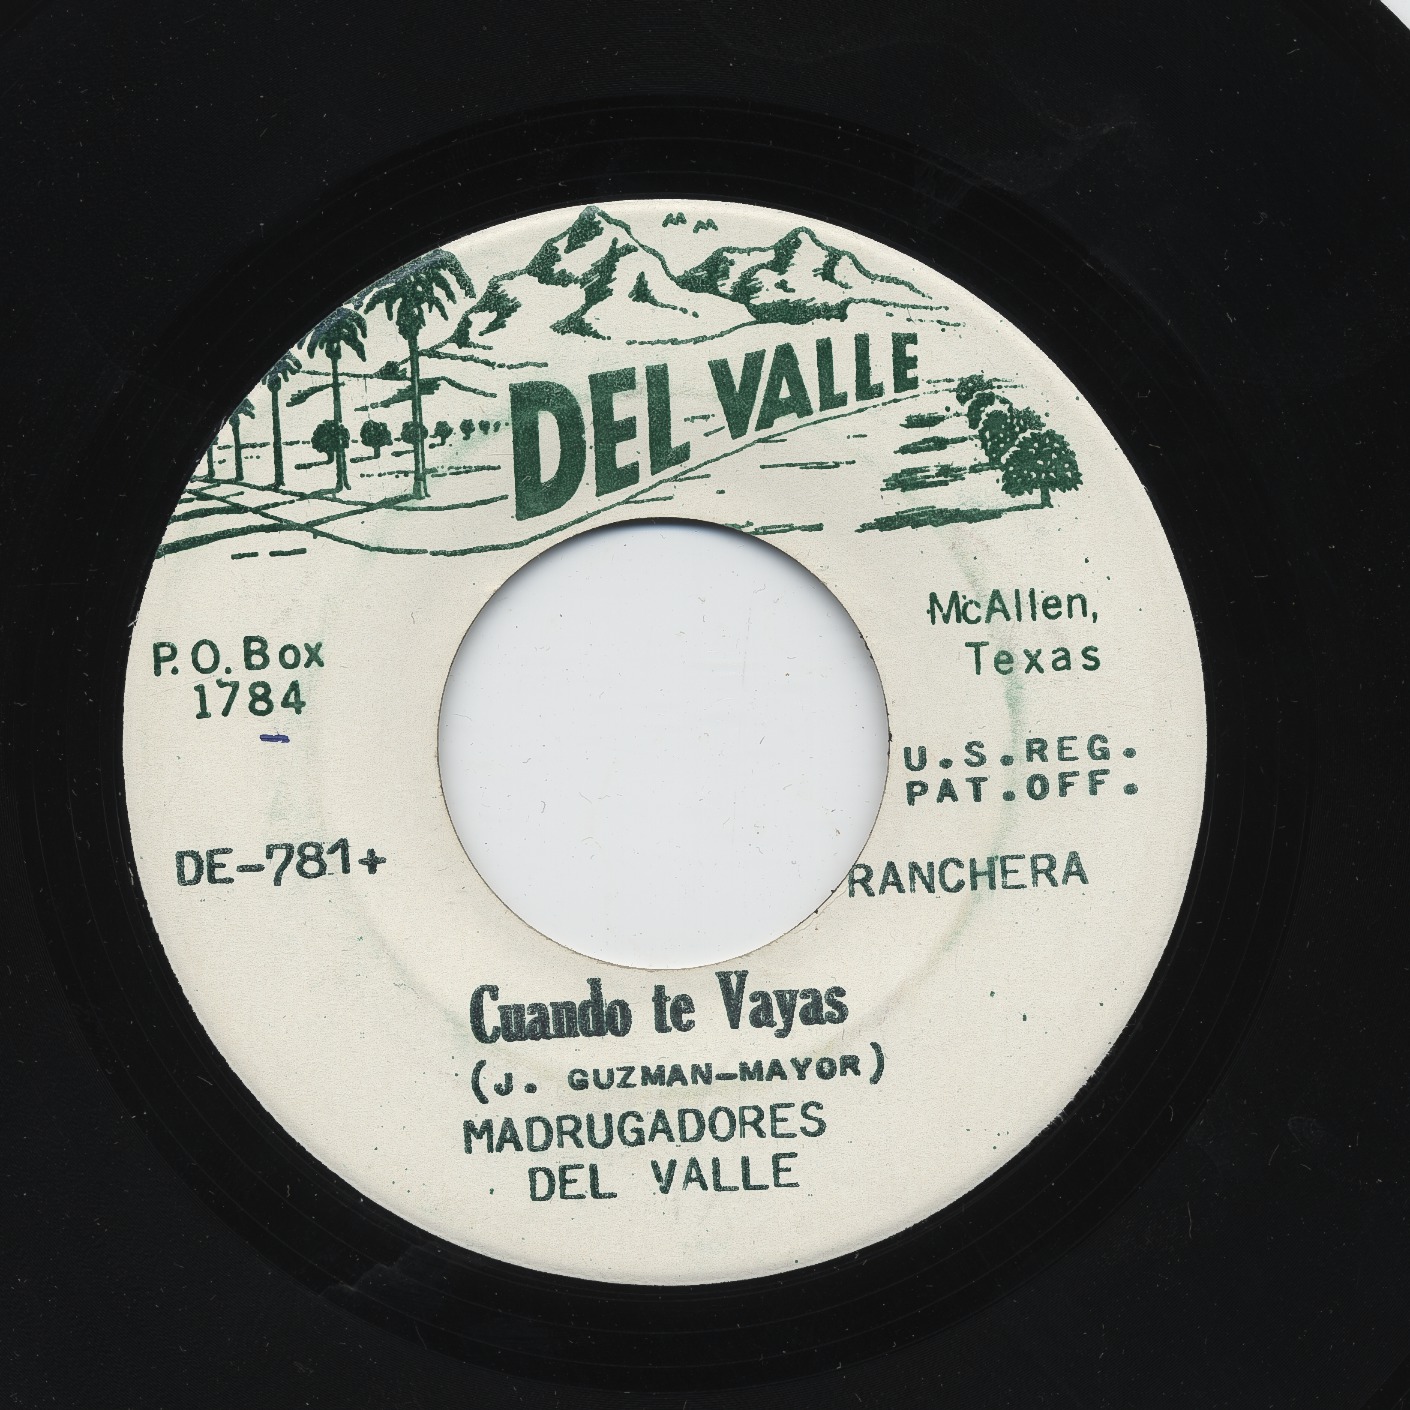 DEL VALLE
P.O. Box
1784
McAllen,
Texas
U.S.REG.
PAT.OFF.
DE-781+
RANCHERA
Cuando te Vayas
(J. GUZMAN-MAYOR)
MADRUGADORES
DEL VALLE